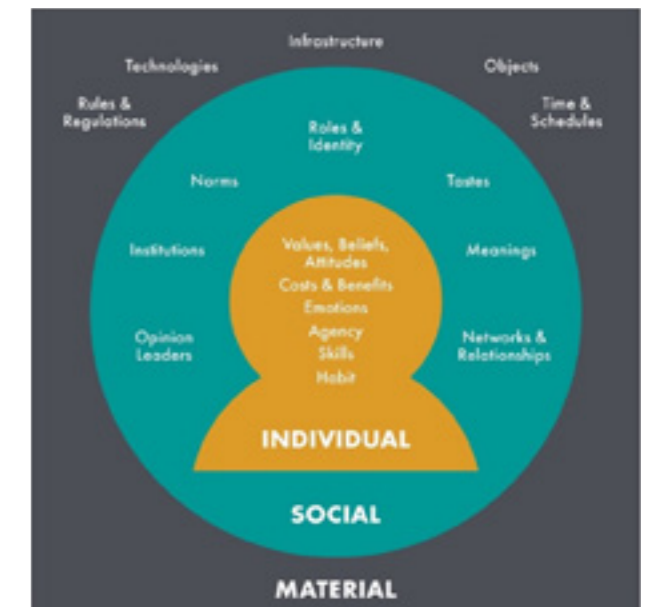 Infrastructure
Technologies
Objects
Rules &
Regulations
Time &
Schedules
Roles &
Identity
Norms
Tastes
Institutions
Values, Beliefs,
Attitudes
Meanings
Costs & Benefits
Emotions
Agency
Skills
Habit
Opinion
Leaders
Networks &
Relationships
INDIVIDUAL
SOCIAL
MATERIAL